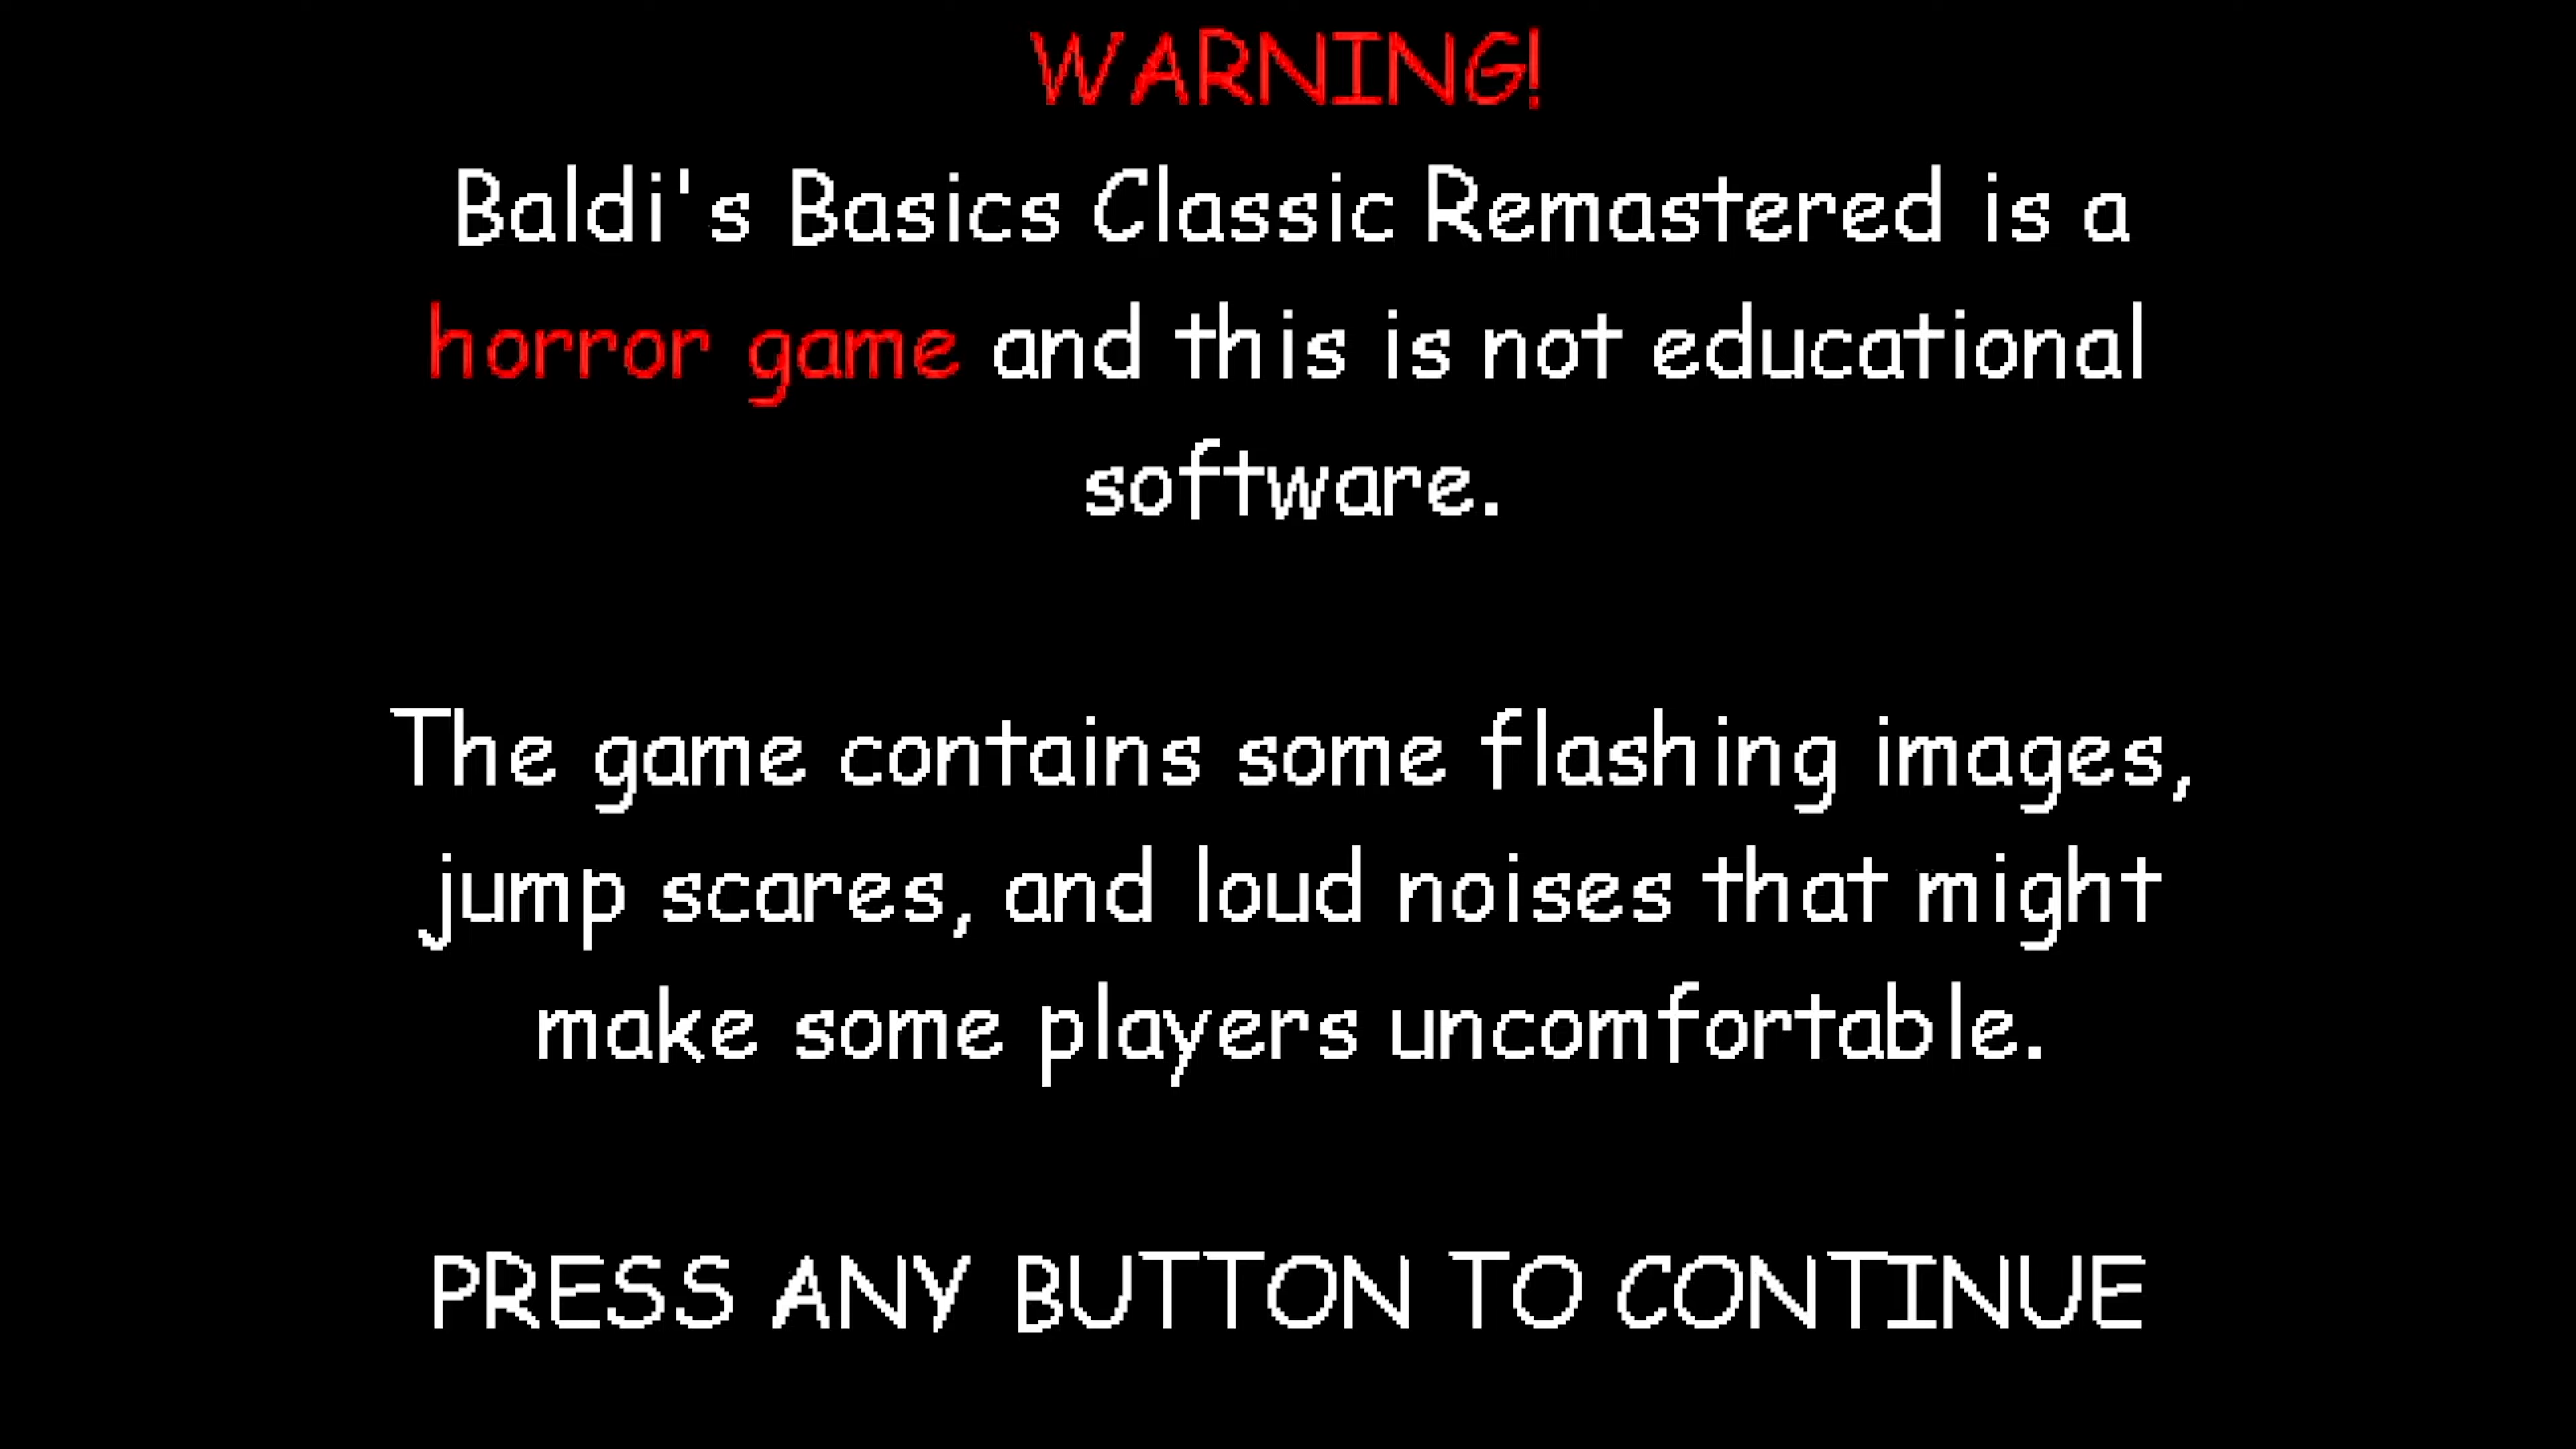 WARNING!
Baldi's Basics Classic Remastered is a
horror game and this is not educational
software.
The game contains some flashing images,
jump scares, and loud noises that might
make some players uncomfortable.
PRESS ANY BUTTON TO CONTINUE